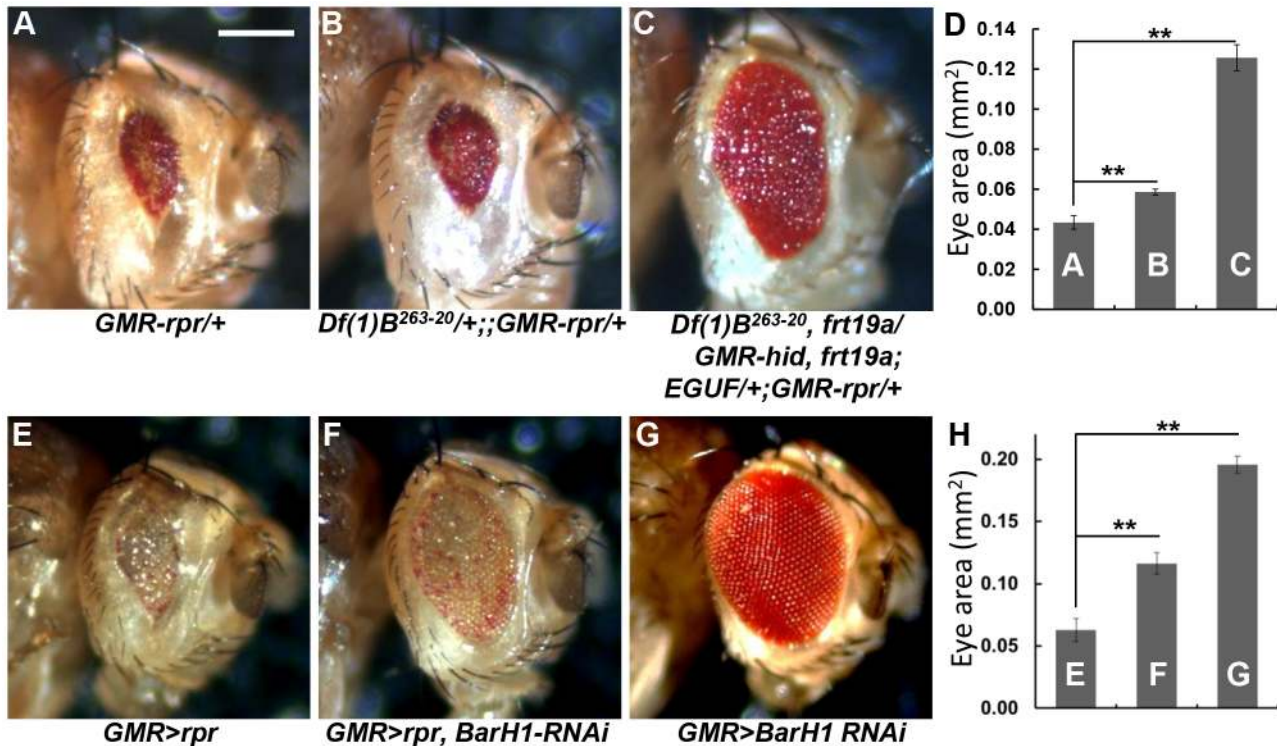 A
B
C
D
GMR-rpr/+
Df(1)B²⁶³⁻²⁰/+;;GMR-rpr/+
Df(1)B²⁶³⁻²⁰, frt19a/
GMR-hid, frt19a;
EGUF/+;GMR-rpr/+
Eye area (mm²)
0.14
0.12
0.10
0.08
0.06
0.04
0.02
0.00
**
**
A
B
C
E
F
G
H
GMR>rpr
GMR>rpr, BarH1-RNAi
GMR>BarH1 RNAi
Eye area (mm²)
0.20
0.15
0.10
0.05
0.00
**
**
E
F
G